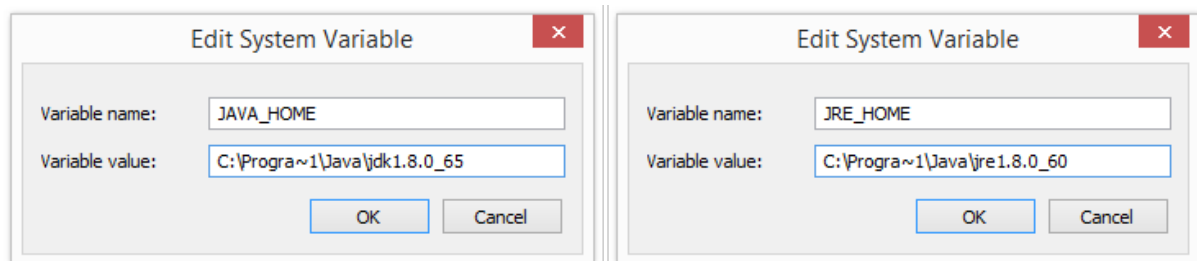 Edit System Variable
Variable name: JAVA_HOME
Variable value: C:\Progra~1\Java\jdk1.8.0_65
OK Cancel
Edit System Variable
Variable name: JRE_HOME
Variable value: C:\Progra~1\Java\jre1.8.0_60
OK Cancel